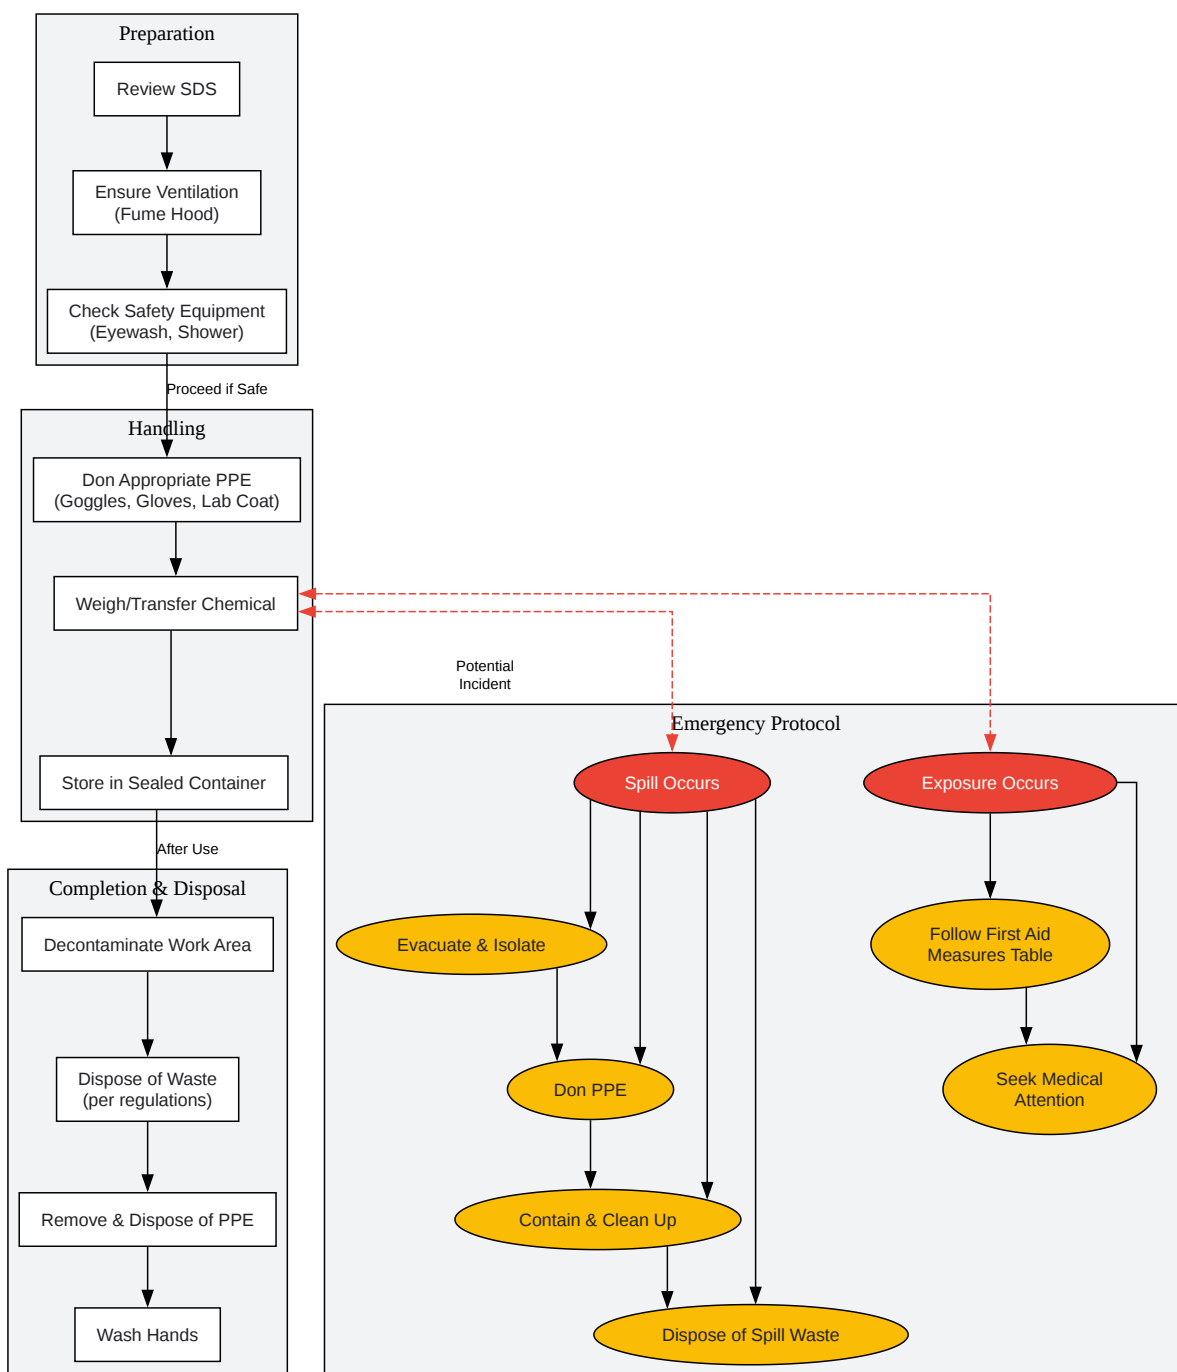 Preparation
Review SDS
Ensure Ventilation
(Fume Hood)
Check Safety Equipment
(Eyewash, Shower)
Proceed if Safe
Handling
Don Appropriate PPE
(Goggles, Gloves, Lab Coat)
Weigh/Transfer Chemical
Store in Sealed Container
After Use
Completion & Disposal
Decontaminate Work Area
Dispose of Waste
(per regulations)
Remove & Dispose of PPE
Wash Hands
Potential
Incident
Emergency Protocol
Spill Occurs
Exposure Occurs
Evacuate & Isolate
Follow First Aid
Measures Table
Don PPE
Seek Medical
Attention
Contain & Clean Up
Dispose of Spill Waste